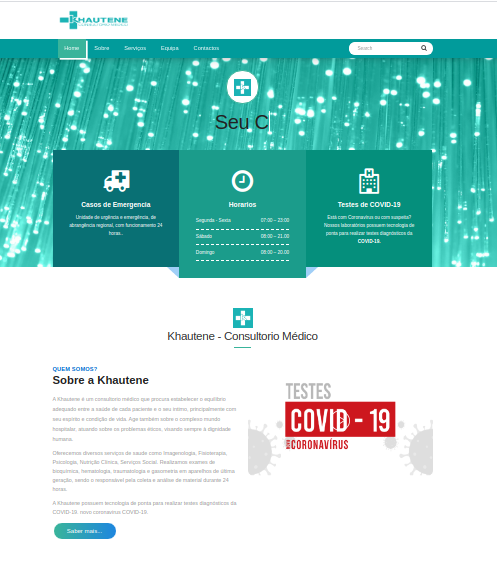 KHAUTENE
Home Sobre Serviços Equipa Contactos
Search
Seu C
Casos de Emergencia
Unidade de urgência e emergência, de
abrangência regional, com funcionamento 24
horas...
Horarios
Segunda - Sexta 07:00 – 23:00
Sábado 08:00 – 21:00
Domingo 08:00 – 20:00
Testes de COVID-19
Está com Coronavirus ou com suspeita?
Nossos laboratórios possuem tecnologia de
ponta para realizar testes diagnósticos da
COVID-19.
Khautene - Consultorio Médico
QUEM SOMOS?
Sobre a Khautene
A Khautene é um consultorio médico que procura estabelecer o equilíbrio
adequado entre a saúde de cada paciente e o seu íntimo, principalmente com
seu espírito e condição de vida. Age também sobre o complexo mundo
hospitalar, atuando sobre os problemas éticos, visando sempre à dignidade
humana.
Oferecemos diversos serviços de saúde como Imagenologia, Fisioterapia,
Psicologia, Nutrição Clínica, Serviços Social. Realizamos exames de
bioquímica, hematologia, traumatologia e gasometria em aparelhos de última
geração, sendo o responsável pela coleta e análise de material durante 24
horas.
A Khautene possuem tecnologia de ponta para realizar testes diagnósticos da
COVID-19, novo coronavirus COVID-19.
Saber mais...
TESTES
COVID - 19
CORONAVÍRUS